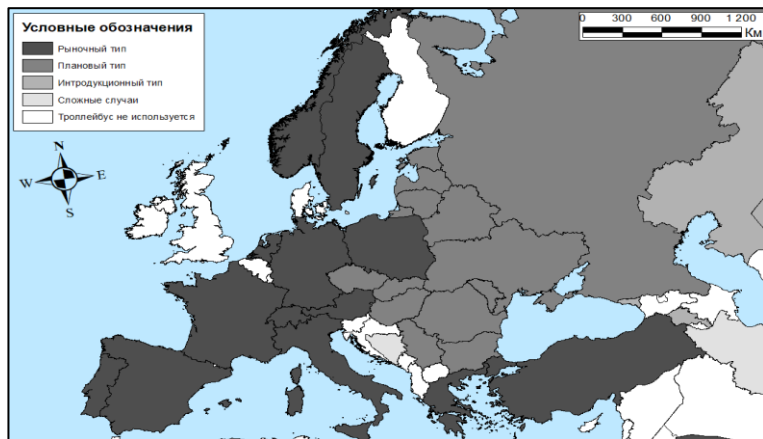 Условные обозначения
Рыночный тип
Плановый тип
Интродукционный тип
Сложные случаи
Троллейбус не используется
0 300 600 900 1 200
Км
N
W E
S